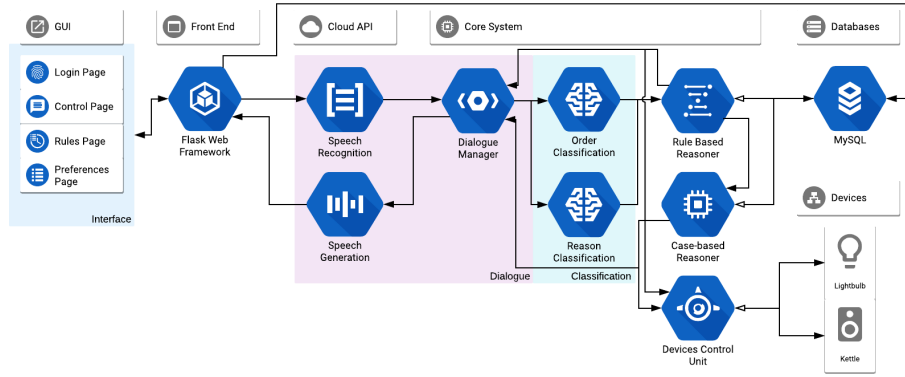 GUI
Front End
Cloud API
Core System
Databases
Login Page
Control Page
Rules Page
Preferences
Page
Interface
Flask Web
Framework
Speech
Recognition
Dialogue
Manager
Order
Classification
Rule Based
Reasoner
MySQL
Speech
Generation
Reason
Classification
Case-based
Reasoner
Devices
Dialogue
Classification
Lightbulb
Devices Control
Unit
Kettle